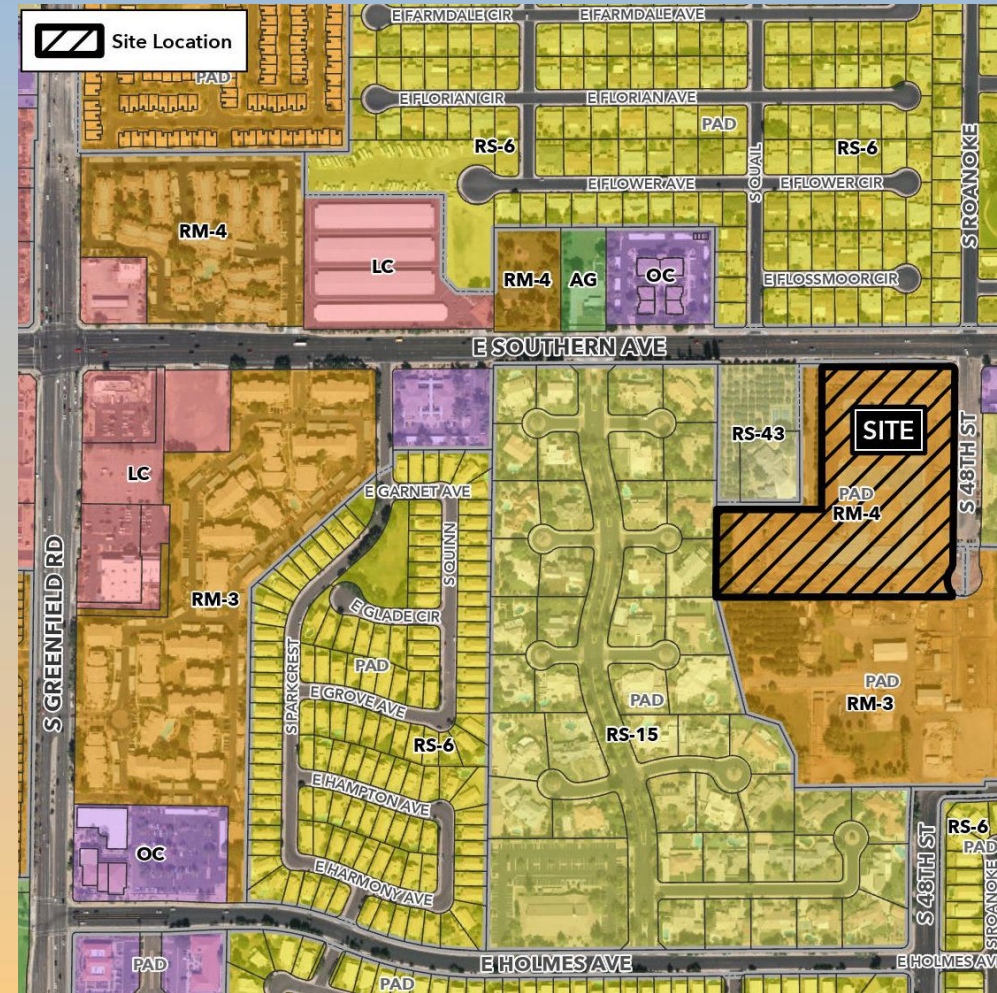 Site Location
E FARMDALE CIR
E FARMDALE AVE
PAD
E FLORIAN CIR
E FLORIAN AVE
PAD
RS-6
RS-6
S QUAIL
S ROANOKE
E FLOWER AVE
E FLOWER CIR
RM-4
LC
RM-4
AG
OC
E FLOSSMOOR CIR
E SOUTHERN AVE
SITE
RS-43
S 48TH ST
LC
E GARNET AVE
PAD
RM-4
S QUINN
S GREENFIELD RD
RM-3
E GLADE CIR
S PARKCREST
PAD
E GROVE AVE
PAD
PAD
RM-3
RS-15
RS-6
E HAMPTON AVE
OC
E HARMONY AVE
S 48TH ST
RS-6
PAD
S ROANOKE
E HOLMES AVE
E HOLMES AVE
PAD
PAD